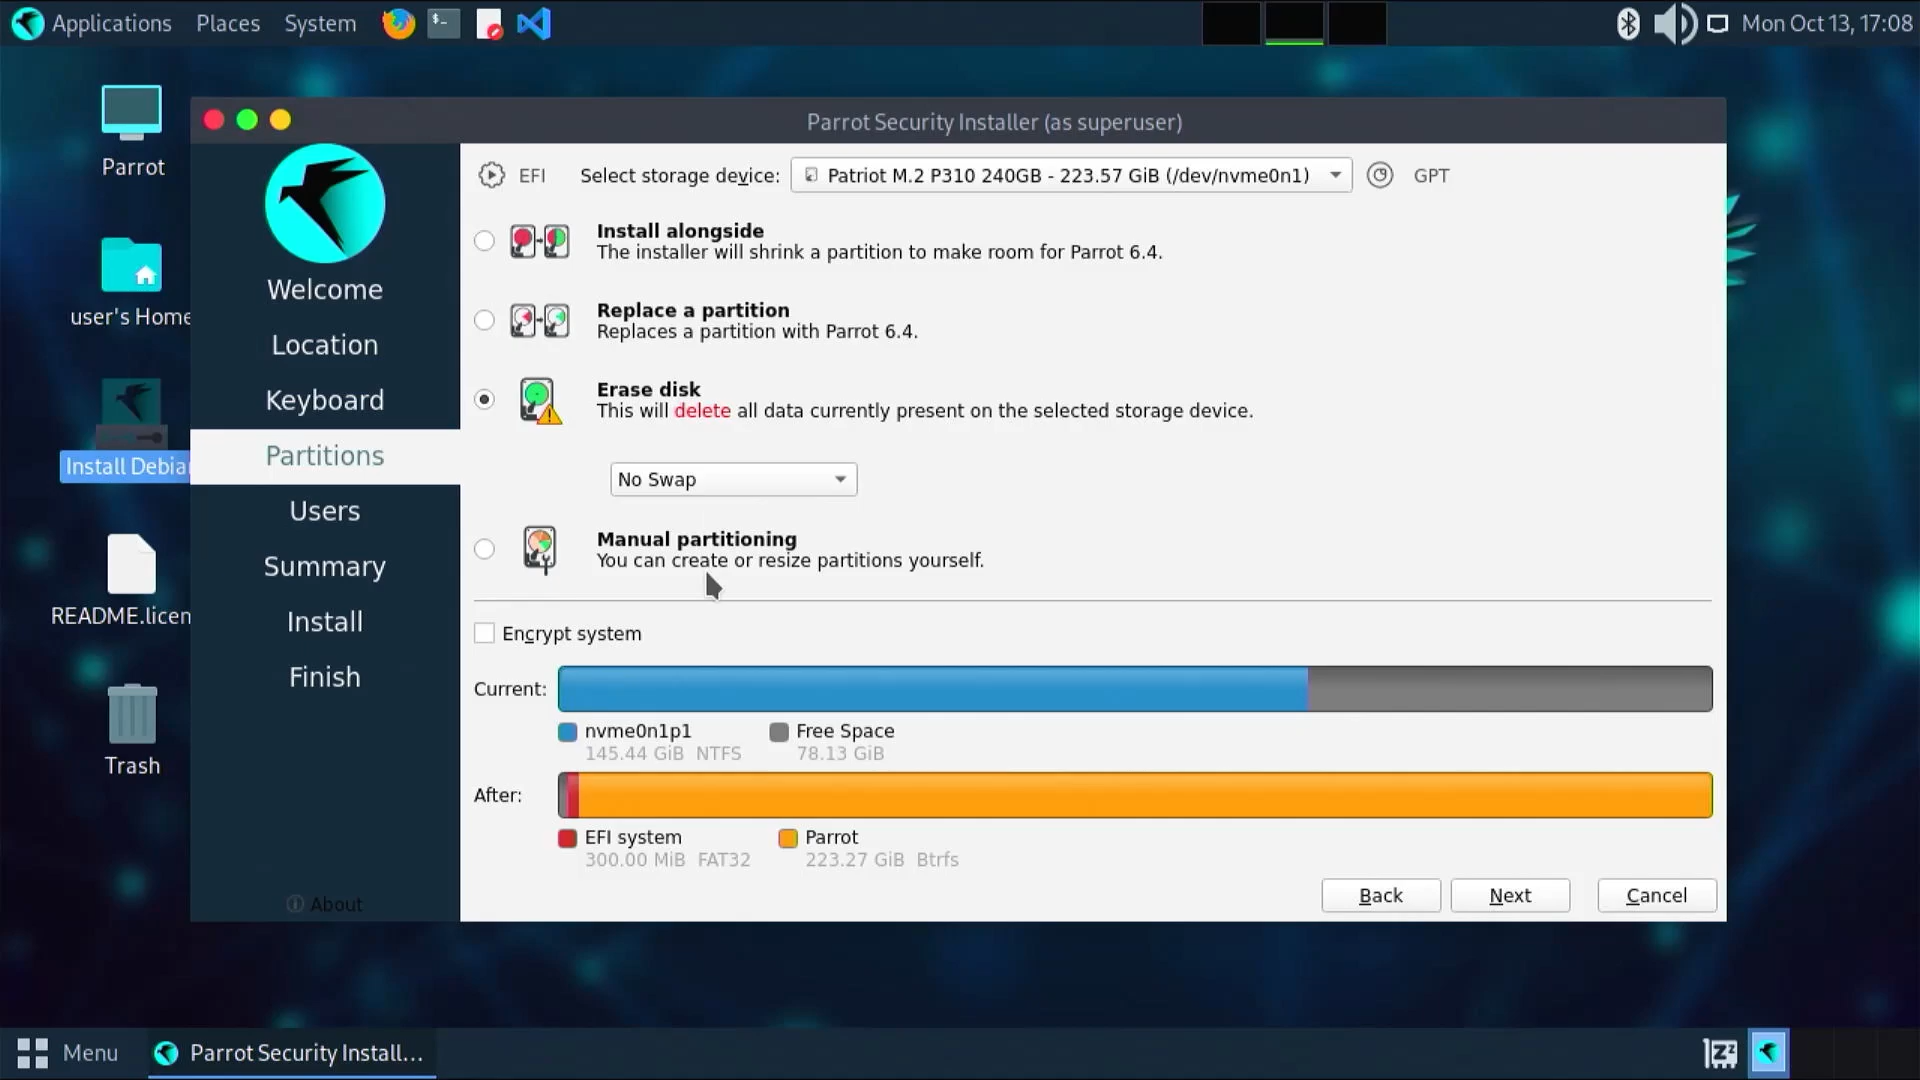 Applications Places System
Mon Oct 13, 17:08
Parrot
user's Home
Install Debia
README.licen
Trash
Parrot Security Installer (as superuser)
Welcome
Location
Keyboard
Partitions
Users
Summary
Install
Finish
About
EFI Select storage device: Patriot M.2 P310 240GB - 223.57 GiB (/dev/nvme0n1) GPT
Install alongside
The installer will shrink a partition to make room for Parrot 6.4.
Replace a partition
Replaces a partition with Parrot 6.4.
Erase disk
This will delete all data currently present on the selected storage device.
No Swap
Manual partitioning
You can create or resize partitions yourself.
Encrypt system
Current:
nvme0n1p1 Free Space
145.44 GiB NTFS 78.13 GiB
After:
EFI system Parrot
300.00 MiB FAT32 223.27 GiB Btrfs
Back Next Cancel
Menu Parrot Security Install...